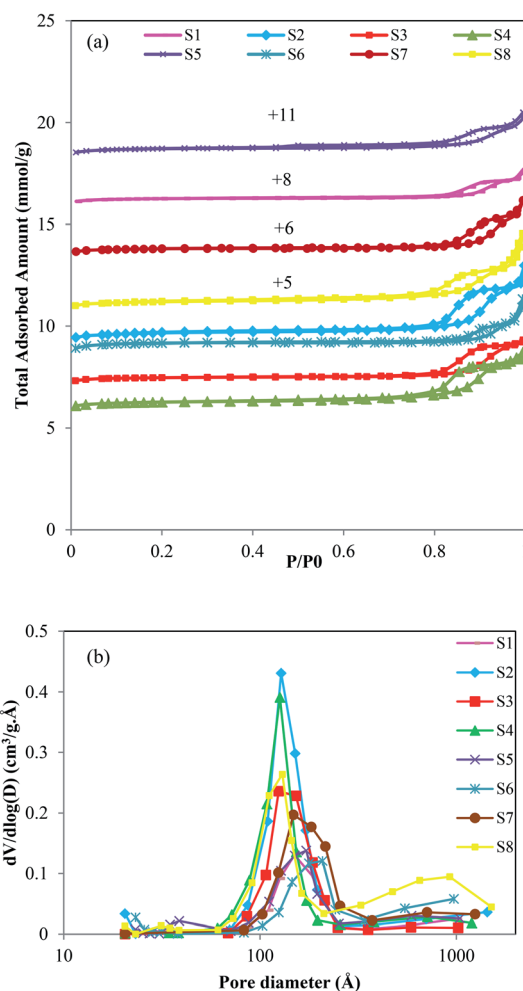 (a)
S1 S2 S3 S4
S5 S6 S7 S8
25
20
15
10
5
0
+11
+8
+6
+5
Total Adsorbed Amount (mmol/g)
0 0.2 0.4 0.6 0.8
P/P0
(b)
S1
S2
S3
S4
S5
S6
S7
S8
0.5
0.4
0.3
0.2
0.1
0
dV/dlog(D) (cm³/g.Å)
10 100 1000
Pore diameter (Å)